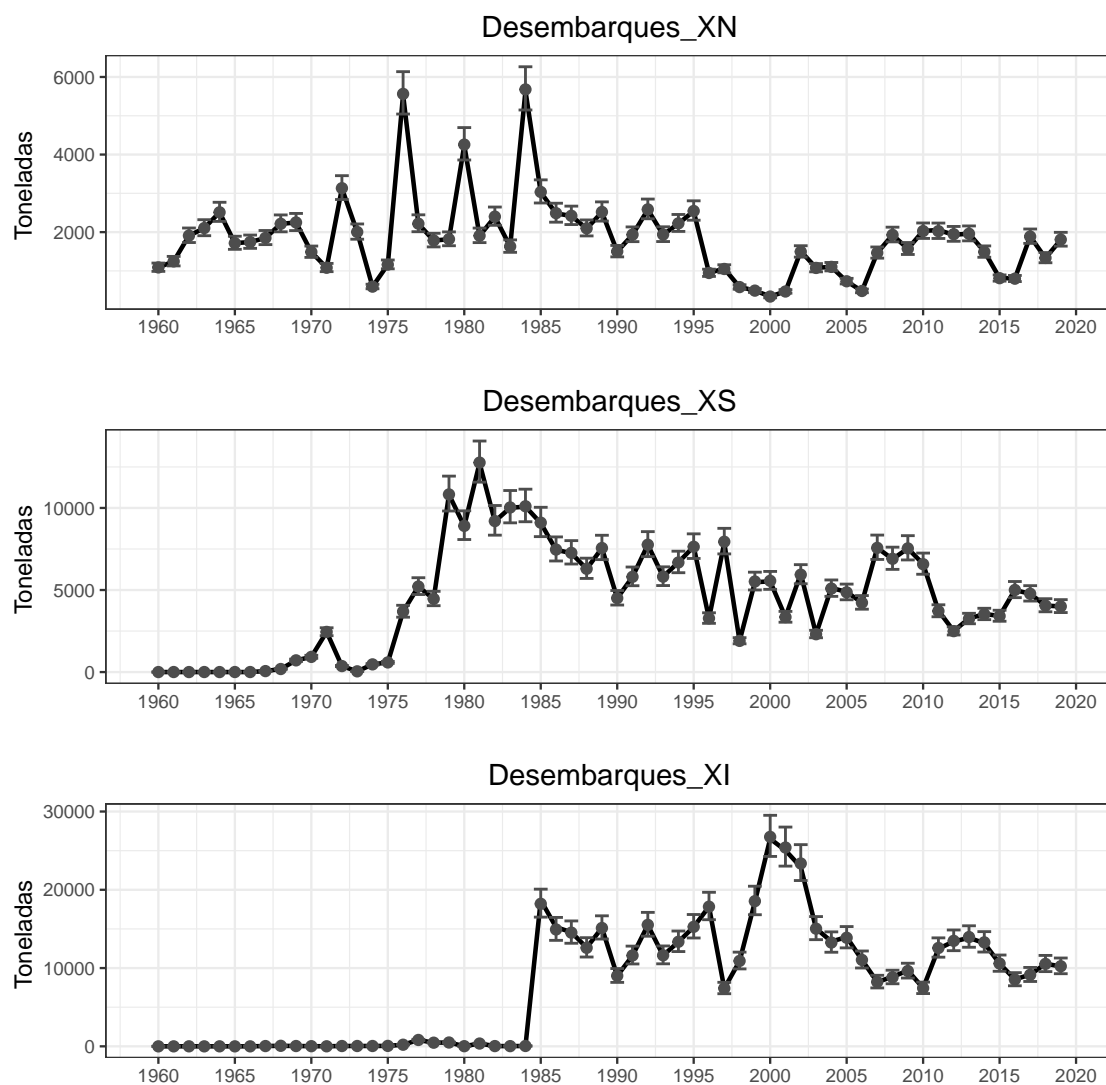 Desembarques_XN
Toneladas
6000
4000
2000
1960 1965 1970 1975 1980 1985 1990 1995 2000 2005 2010 2015 2020
Desembarques_XS
Toneladas
10000
5000
0
1960 1965 1970 1975 1980 1985 1990 1995 2000 2005 2010 2015 2020
Desembarques_XI
Toneladas
30000
20000
10000
0
1960 1965 1970 1975 1980 1985 1990 1995 2000 2005 2010 2015 2020